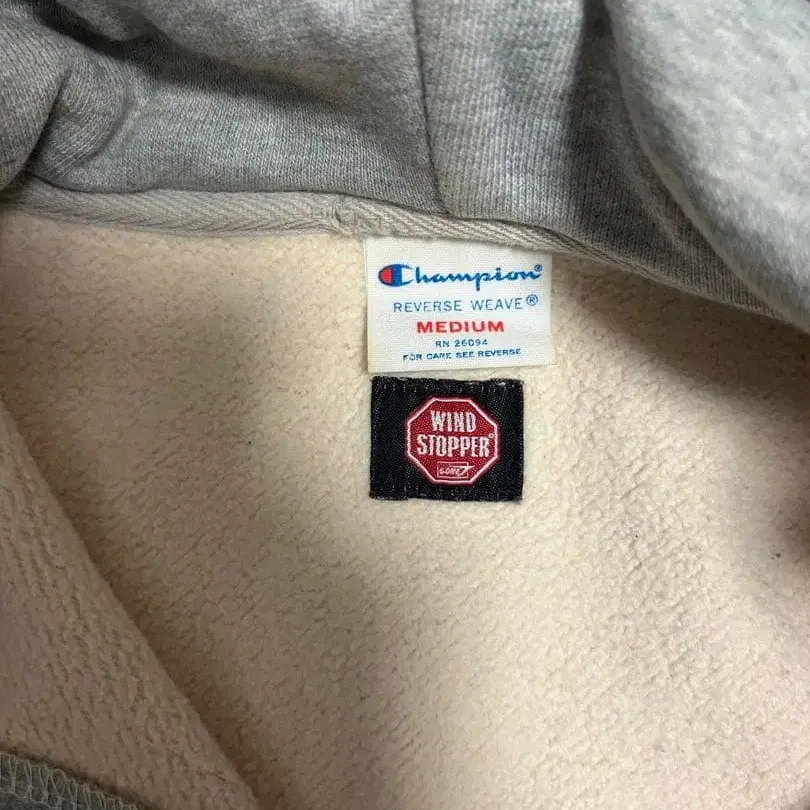 Champion®
REVERSE WEAVE®
MEDIUM
RN 26094
FOR CARE SEE REVERSE
WIND
STOPPER®
GORE